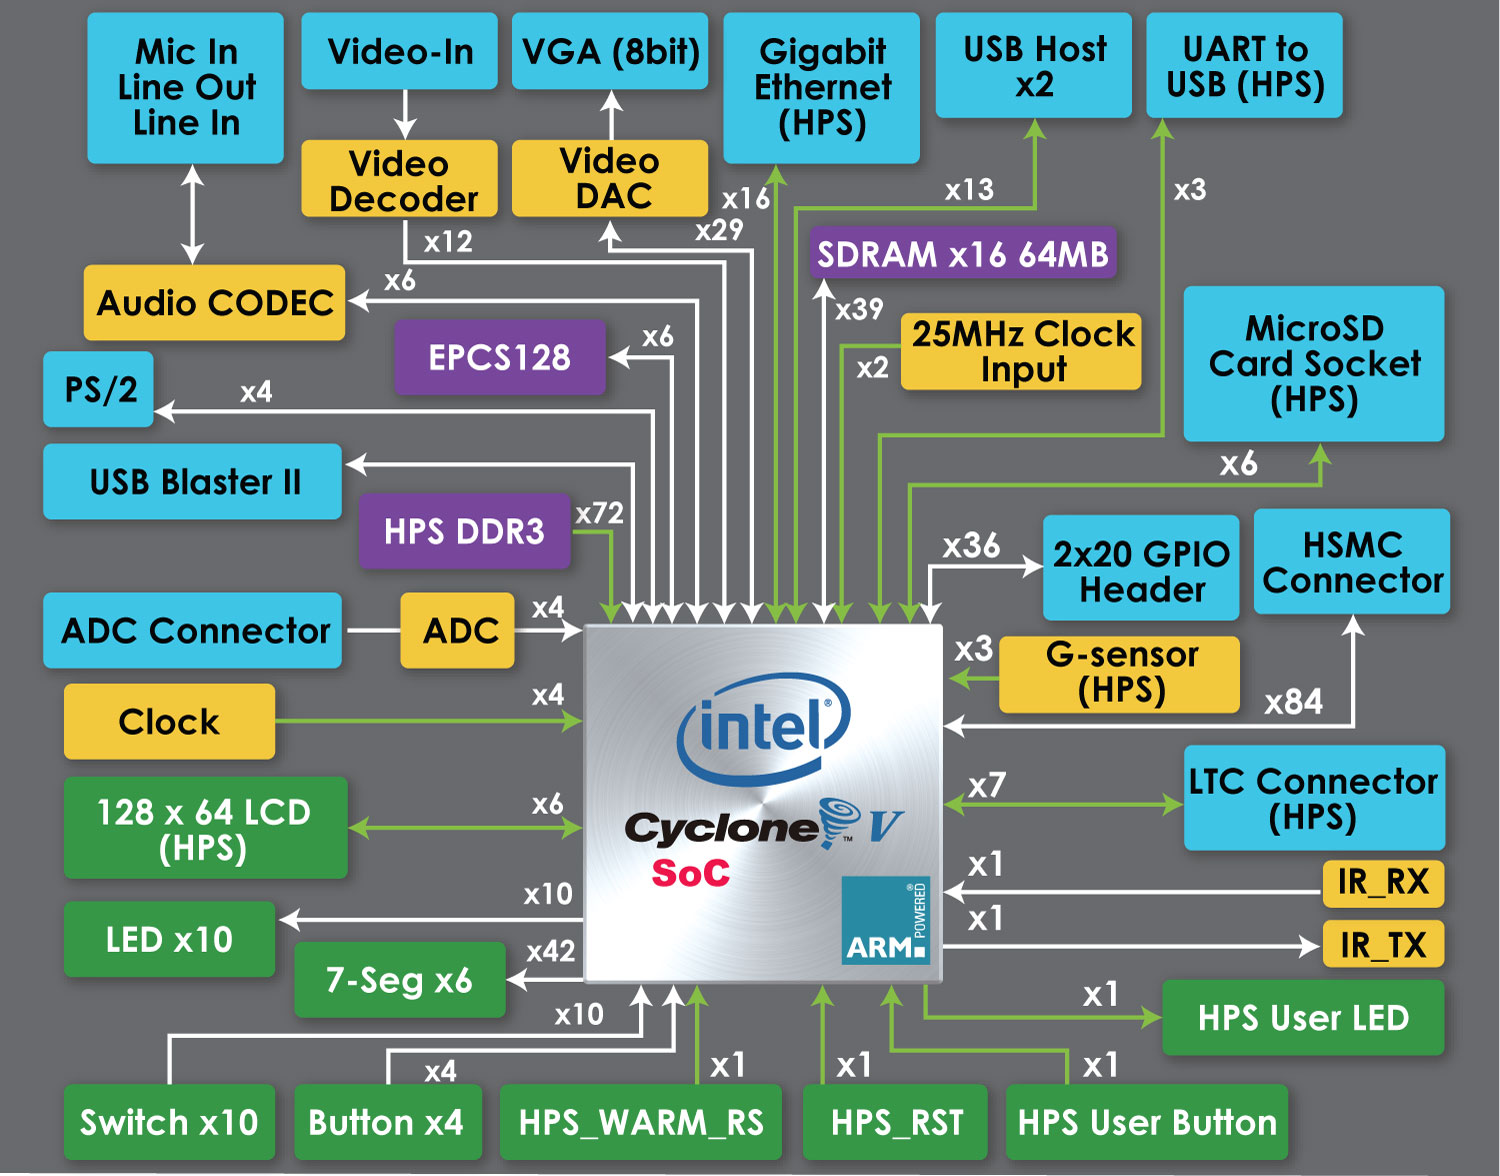 Mic In
Line Out
Line In
Video-In
VGA (8bit)
Gigabit
Ethernet
(HPS)
USB Host
x2
UART to
USB (HPS)
Video
Decoder
Video
DAC
x16
x13
x3
x12
x29
SDRAM x16 64MB
Audio CODEC
x6
x39
25MHz Clock
Input
x2
MicroSD
Card Socket
(HPS)
EPCS128
x6
PS/2
x4
x6
USB Blaster II
HPS DDR3
x72
x36
2x20 GPIO
Header
HSMC
Connector
ADC Connector
ADC
x4
x3
G-sensor
(HPS)
x84
Clock
x4
intel®
Cyclone™ V
SoC
x7
LTC Connector
(HPS)
128 x 64 LCD
(HPS)
x6
x1
IR_RX
x1
IR_TX
ARM®
POWERED
LED x10
x10
7-Seg x6
x42
x10
x1
HPS User LED
x4
x1
x1
x1
Switch x10
Button x4
HPS_WARM_RS
HPS_RST
HPS User Button